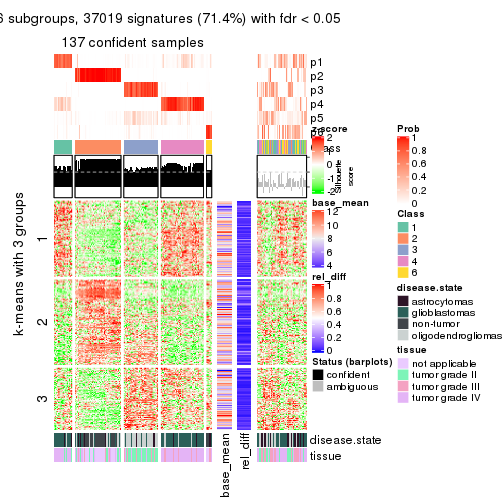 6 subgroups, 37019 signatures (71.4%) with fdr < 0.05
137 confident samples
p1
p2
p3
p4
p5
z-score
2
1
0
-1
-2
Silhouette
score
Prob
1
0.8
0.6
0.4
0.2
0
k-means with 3 groups
1
2
3
base_mean
12
10
8
6
4
Class
1
2
3
4
6
rel_diff
1
0.8
0.6
0.4
0.2
0
disease.state
astrocytomas
glioblastomas
non-tumor
oligodendrogliomas
Status (barplots)
confident
ambiguous
tissue
not applicable
tumor grade II
tumor grade III
tumor grade IV
disease.state
tissue
base_mean
rel_diff